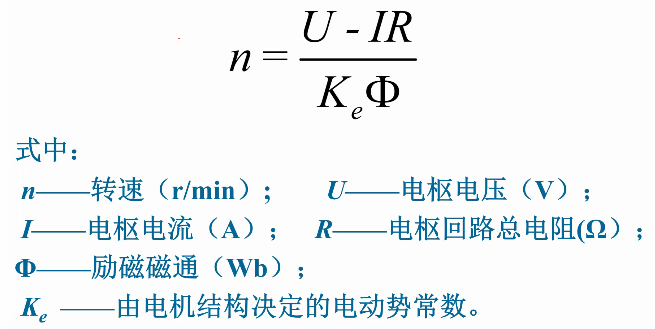 n = \frac{U - IR}{K_eΦ}
式中:
n——转速（r/min）; U——电枢电压（V）;
I——电枢电流（A）; R——电枢回路总电阻(Ω）;
Φ——励磁磁通（Wb）;
K_e ——由电机结构决定的电动势常数。